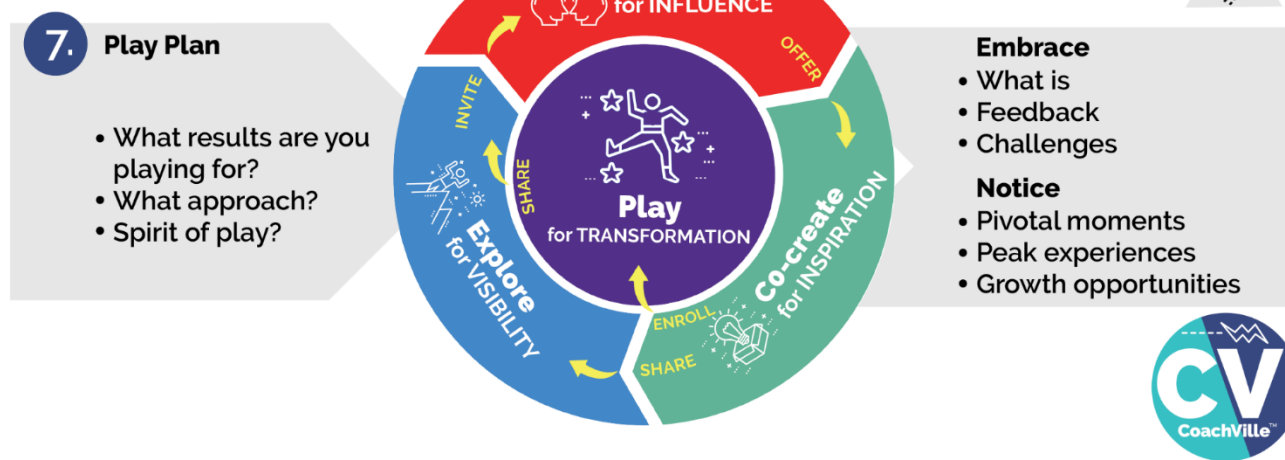 7.
Play Plan
• What results are you
playing for?
• What approach?
• Spirit of play?
for INFLUENCE
OFFER
INVITE
SHARE
Play
for TRANSFORMATION
Explore
for VISIBILITY
Co-create
for INSPIRATION
ENROLL
SHARE
Embrace
• What is
• Feedback
• Challenges
Notice
• Pivotal moments
• Peak experiences
• Growth opportunities
CV
CoachVille™